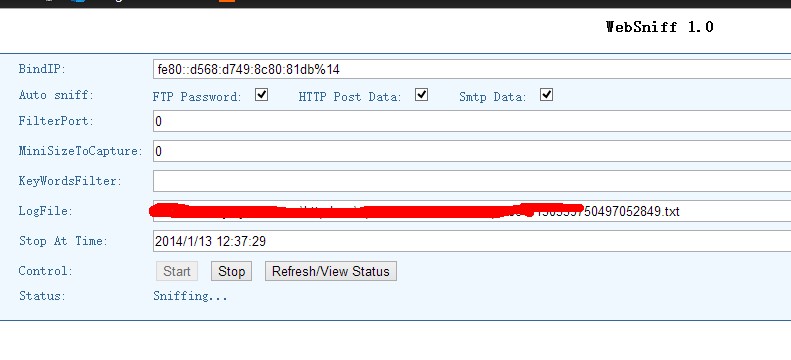 WebSniff 1.0
BindIP: fe80::d568:d749:8c80:81db%14
Auto sniff: FTP Password: HTTP Post Data: Smtp Data:
FilterPort: 0
MiniSizeToCapture: 0
KeyWordsFilter:
LogFile: 750497052849.txt
Stop At Time: 2014/1/13 12:37:29
Control: Start Stop Refresh/View Status
Status: Sniffing...